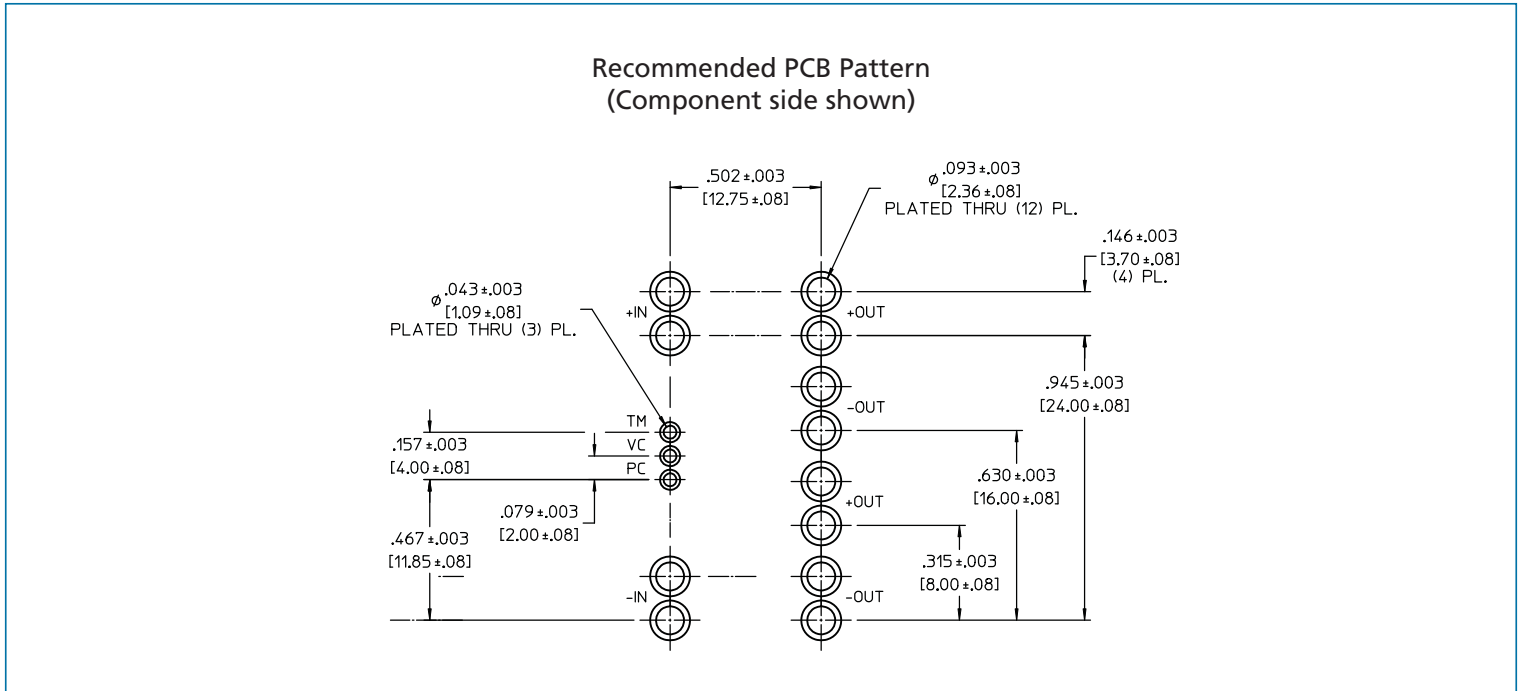 Recommended PCB Pattern
(Component side shown)
.502±.003
[12.75±.08]
⌀.093±.003
[2.36±.08]
PLATED THRU (12) PL.
.146±.003
[3.70±.08]
(4) PL.
⌀.043±.003
[1.09±.08]
PLATED THRU (3) PL.
+IN
+OUT
.945±.003
[24.00±.08]
-OUT
TM
VC
PC
.157±.003
[4.00±.08]
.630±.003
[16.00±.08]
+OUT
.079±.003
[2.00±.08]
.467±.003
[11.85±.08]
.315±.003
[8.00±.08]
-IN
-OUT